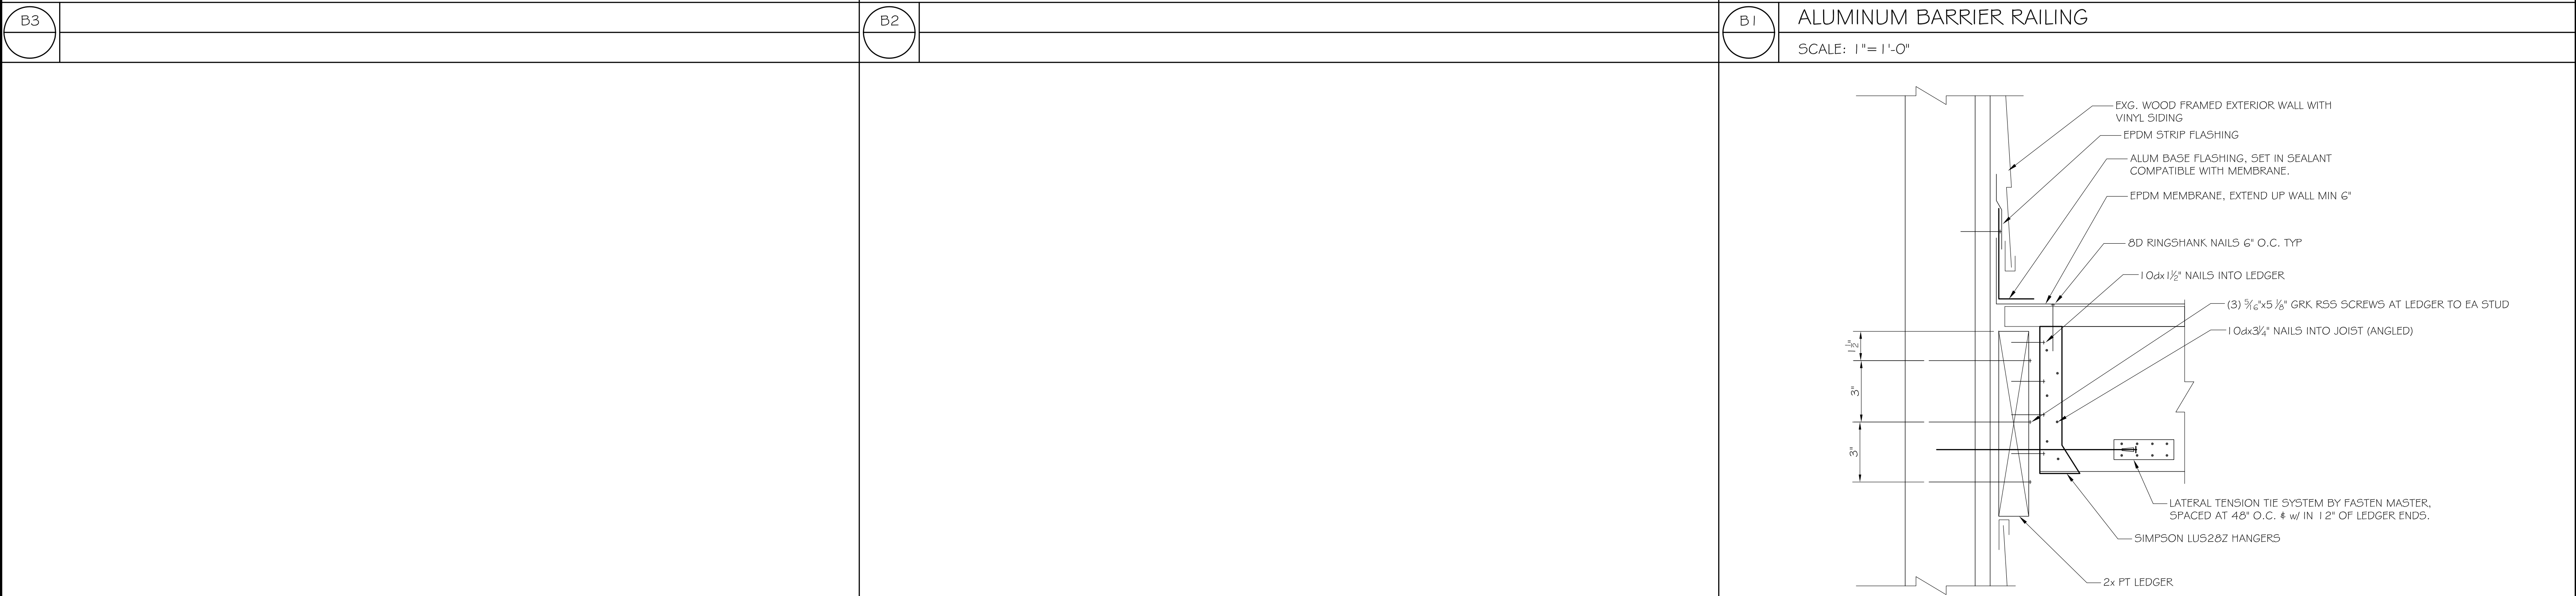 B3
B2
B1
ALUMINUM BARRIER RAILING
SCALE: 1"=1'-0"
EXG. WOOD FRAMED EXTERIOR WALL WITH
VINYL SIDING
EPDM STRIP FLASHING
ALUM BASE FLASHING, SET IN SEALANT
COMPATIBLE WITH MEMBRANE.
EPDM MEMBRANE, EXTEND UP WALL MIN 6"
8D RINGSHANK NAILS 6" O.C. TYP
10dx1½" NAILS INTO LEDGER
(3) 5/16"x5 1/8" GRK RSS SCREWS AT LEDGER TO EA STUD
10dx3¼" NAILS INTO JOIST (ANGLED)
1½"
3"
3"
LATERAL TENSION TIE SYSTEM BY FASTEN MASTER,
SPACED AT 48" O.C. & w/ IN 12" OF LEDGER ENDS.
SIMPSON LUS28Z HANGERS
2x PT LEDGER